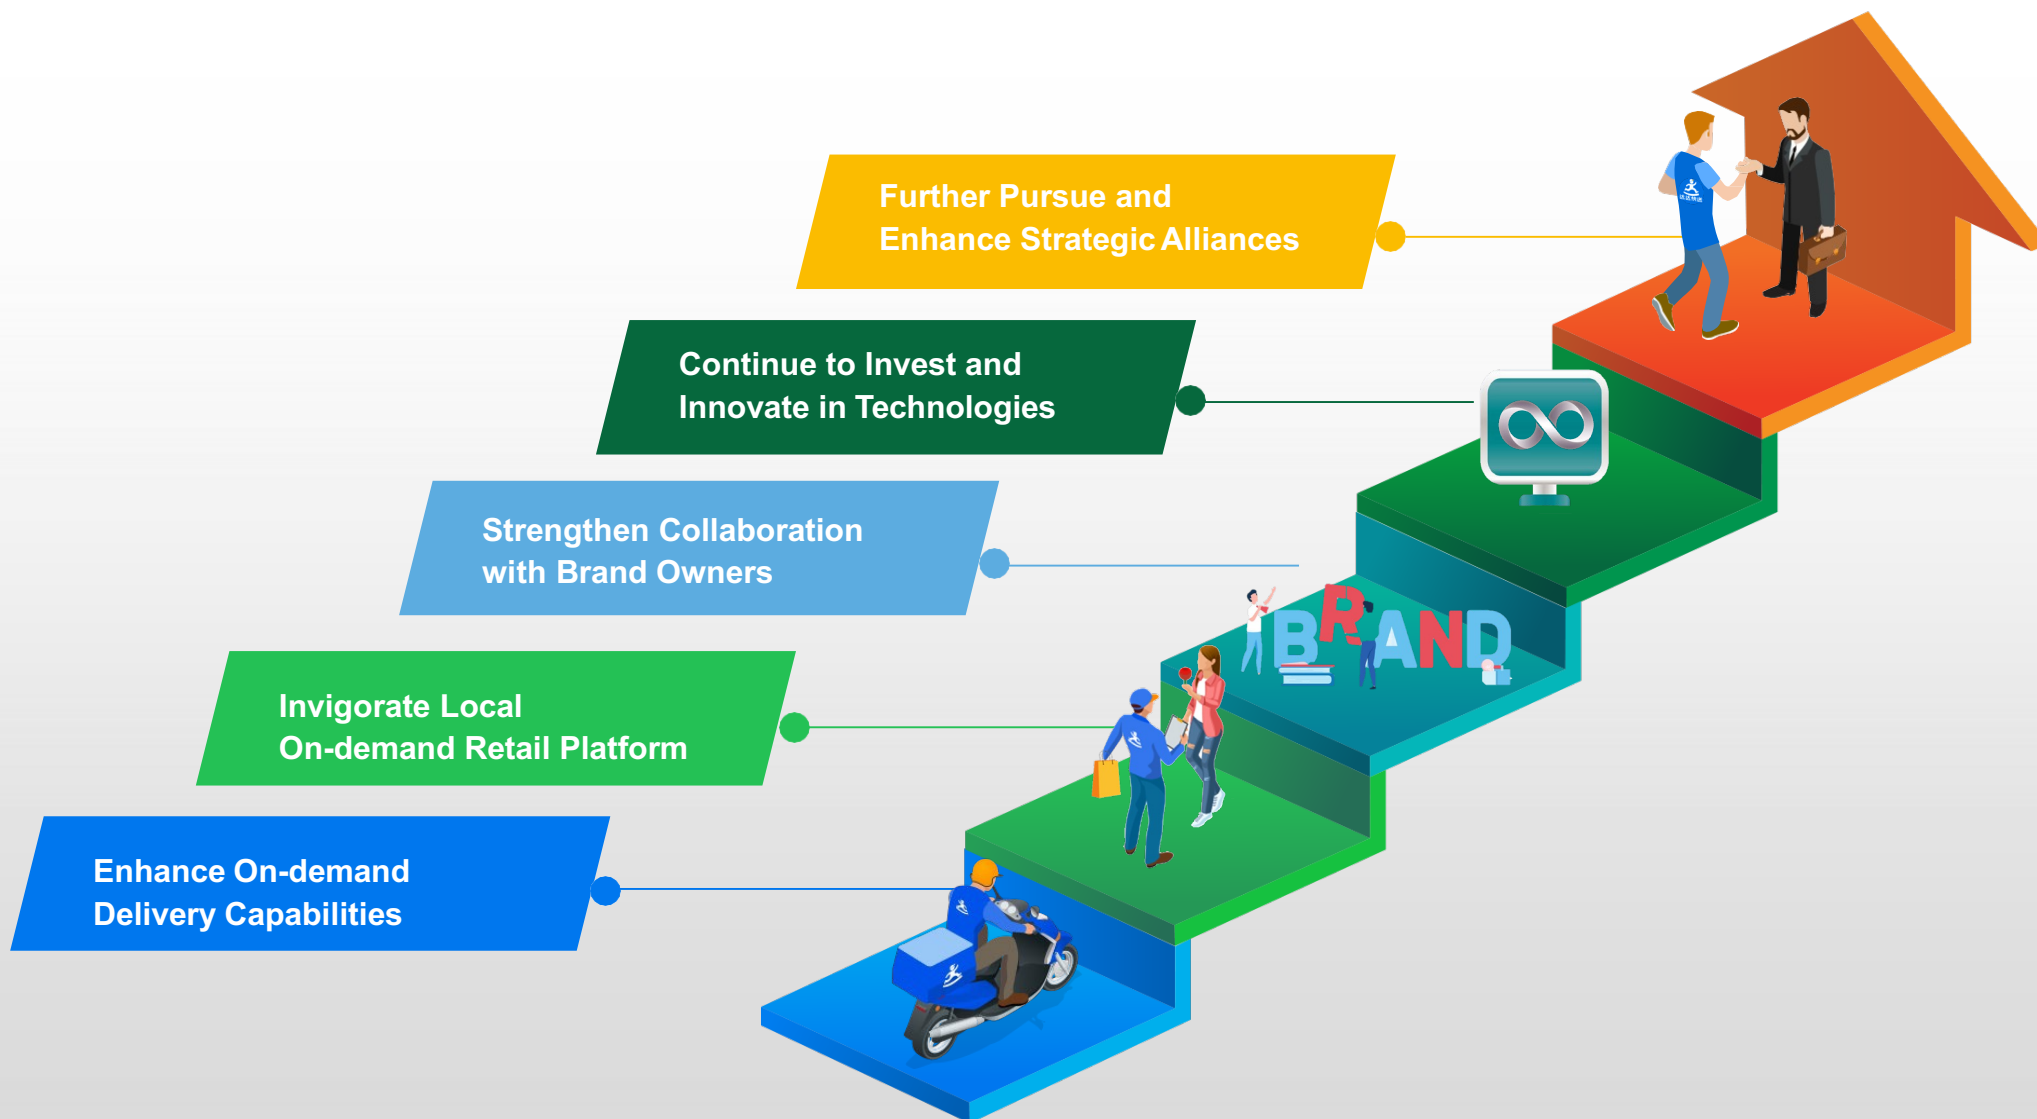 Further Pursue and
Enhance Strategic Alliances
Continue to Invest and
Innovate in Technologies
Strengthen Collaboration
with Brand Owners
BRAND
Invigorate Local
On-demand Retail Platform
Enhance On-demand
Delivery Capabilities